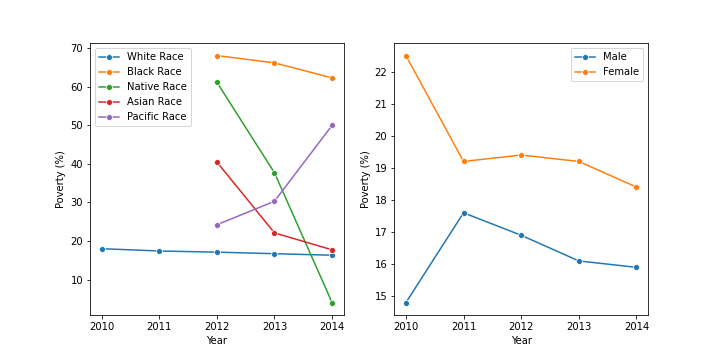 White Race
Black Race
Native Race
Asian Race
Pacific Race
70
60
50
40
30
20
10
Poverty (%)
2010 2011 2012 2013 2014
Year
Male
Female
22
21
20
19
18
17
16
15
Poverty (%)
2010 2011 2012 2013 2014
Year